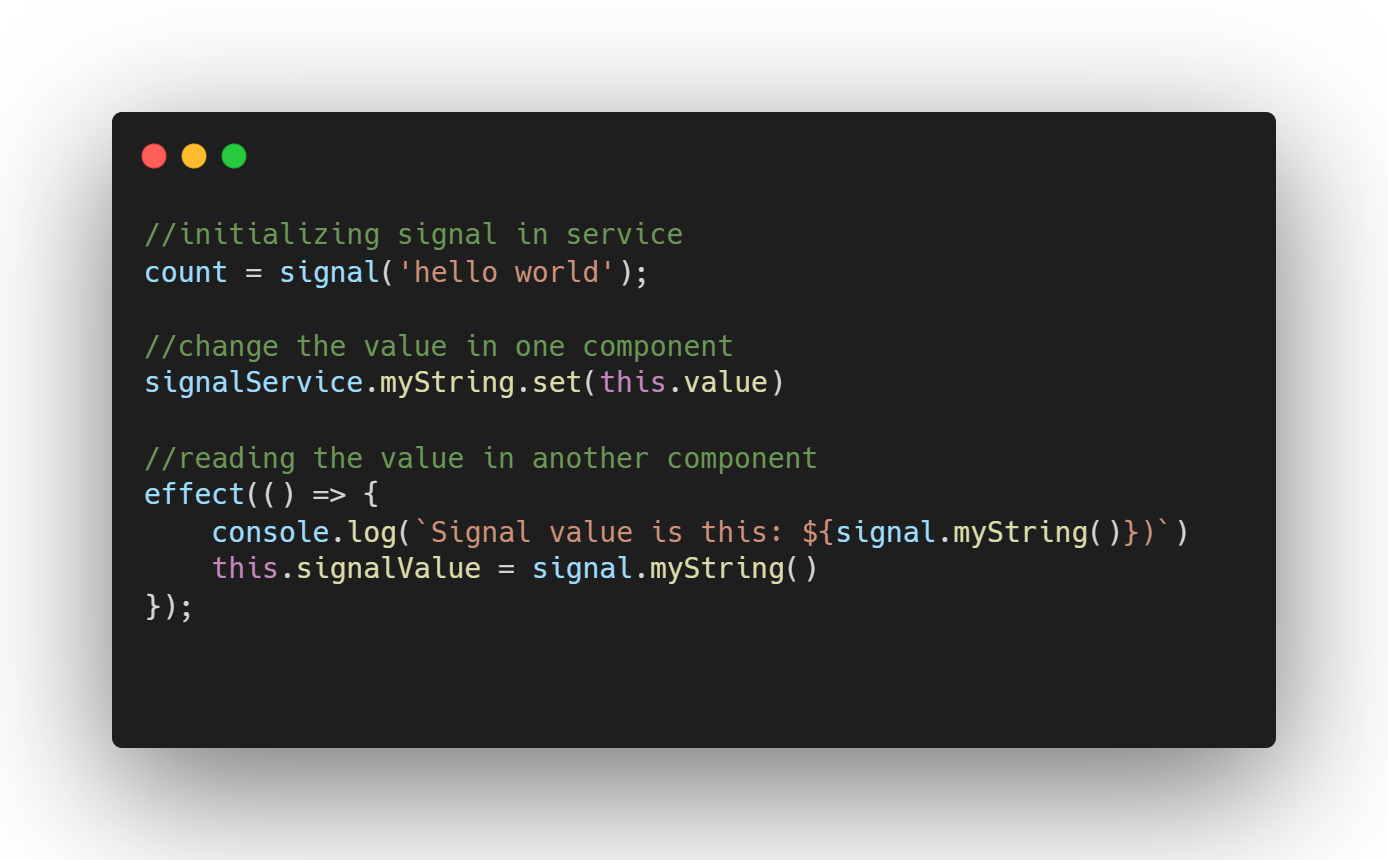 //initializing signal in service
count = signal('hello world');
//change the value in one component
signalService.myString.set(this.value)
//reading the value in another component
effect(() => {
    console.log(`Signal value is this: ${signal.myString()})`)
    this.signalValue = signal.myString()
});